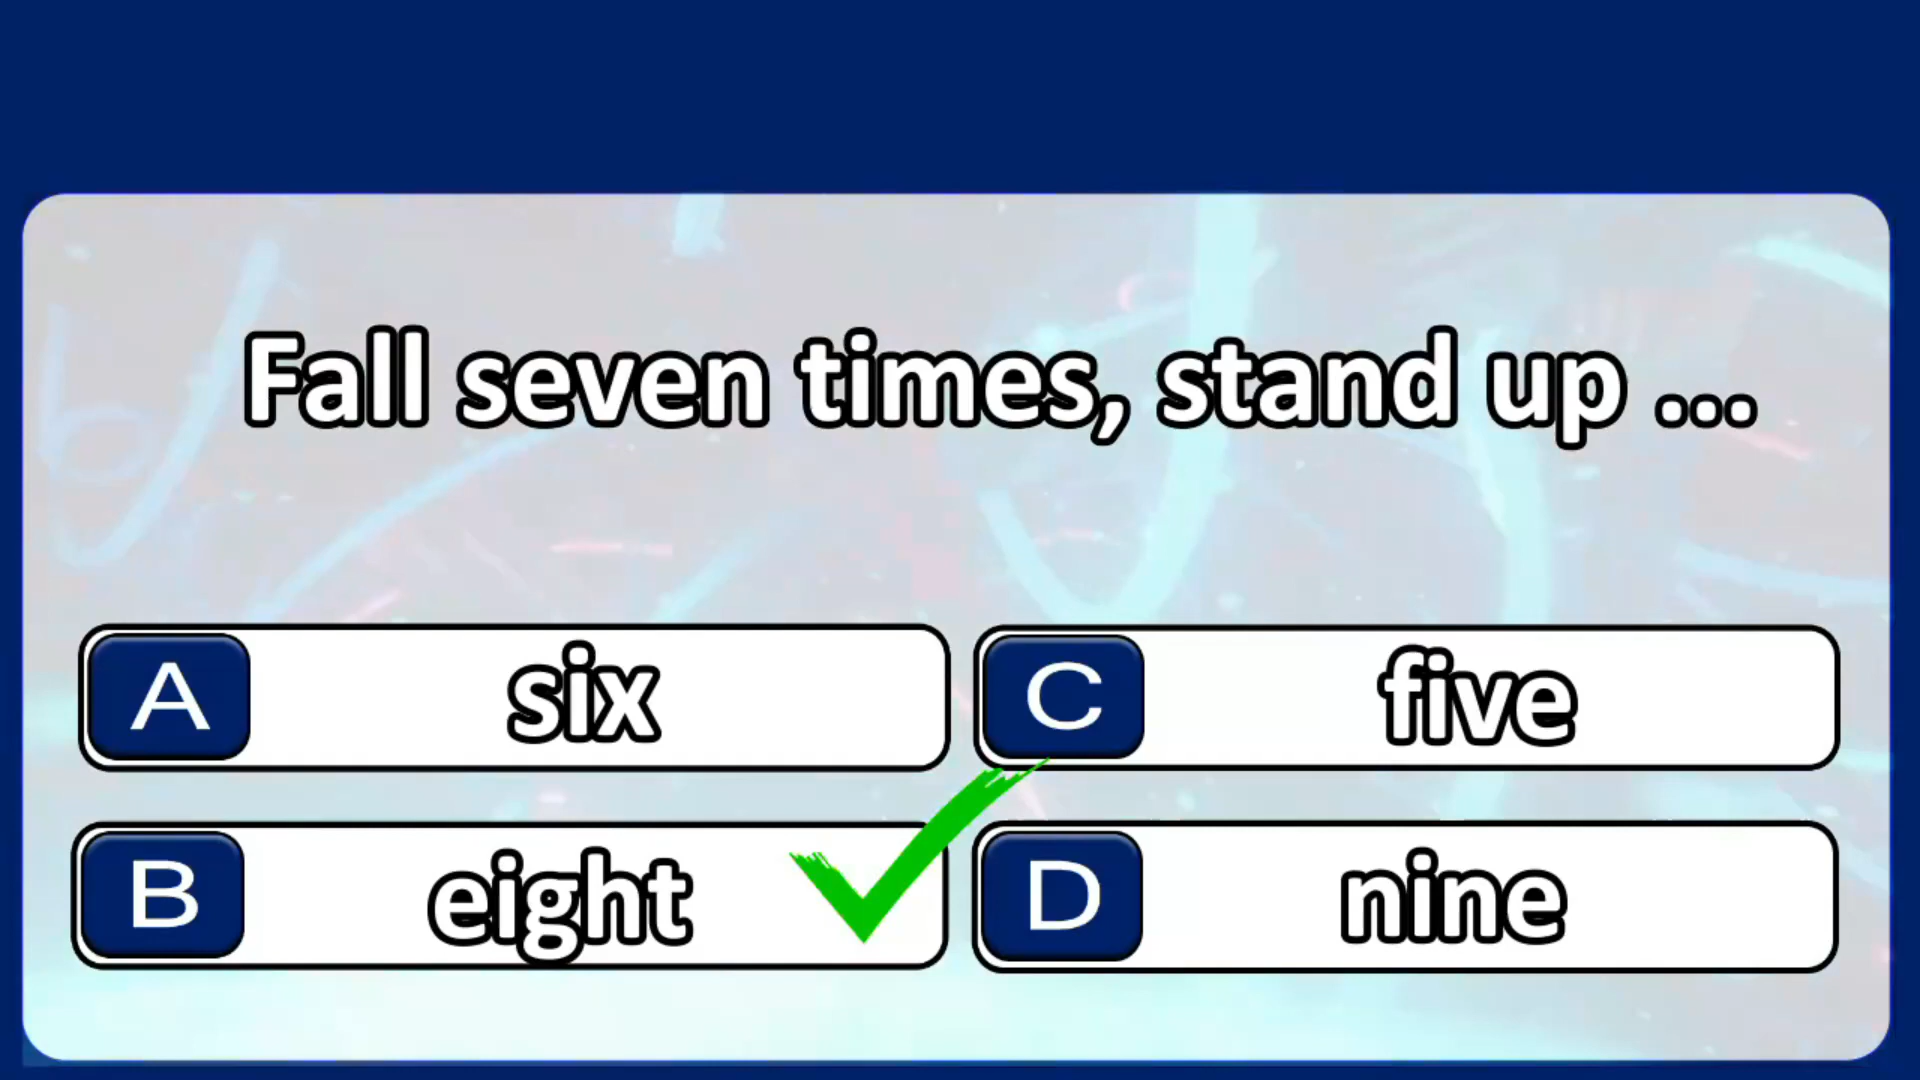 Fall seven times, stand up ...
A six
C five
B eight
D nine